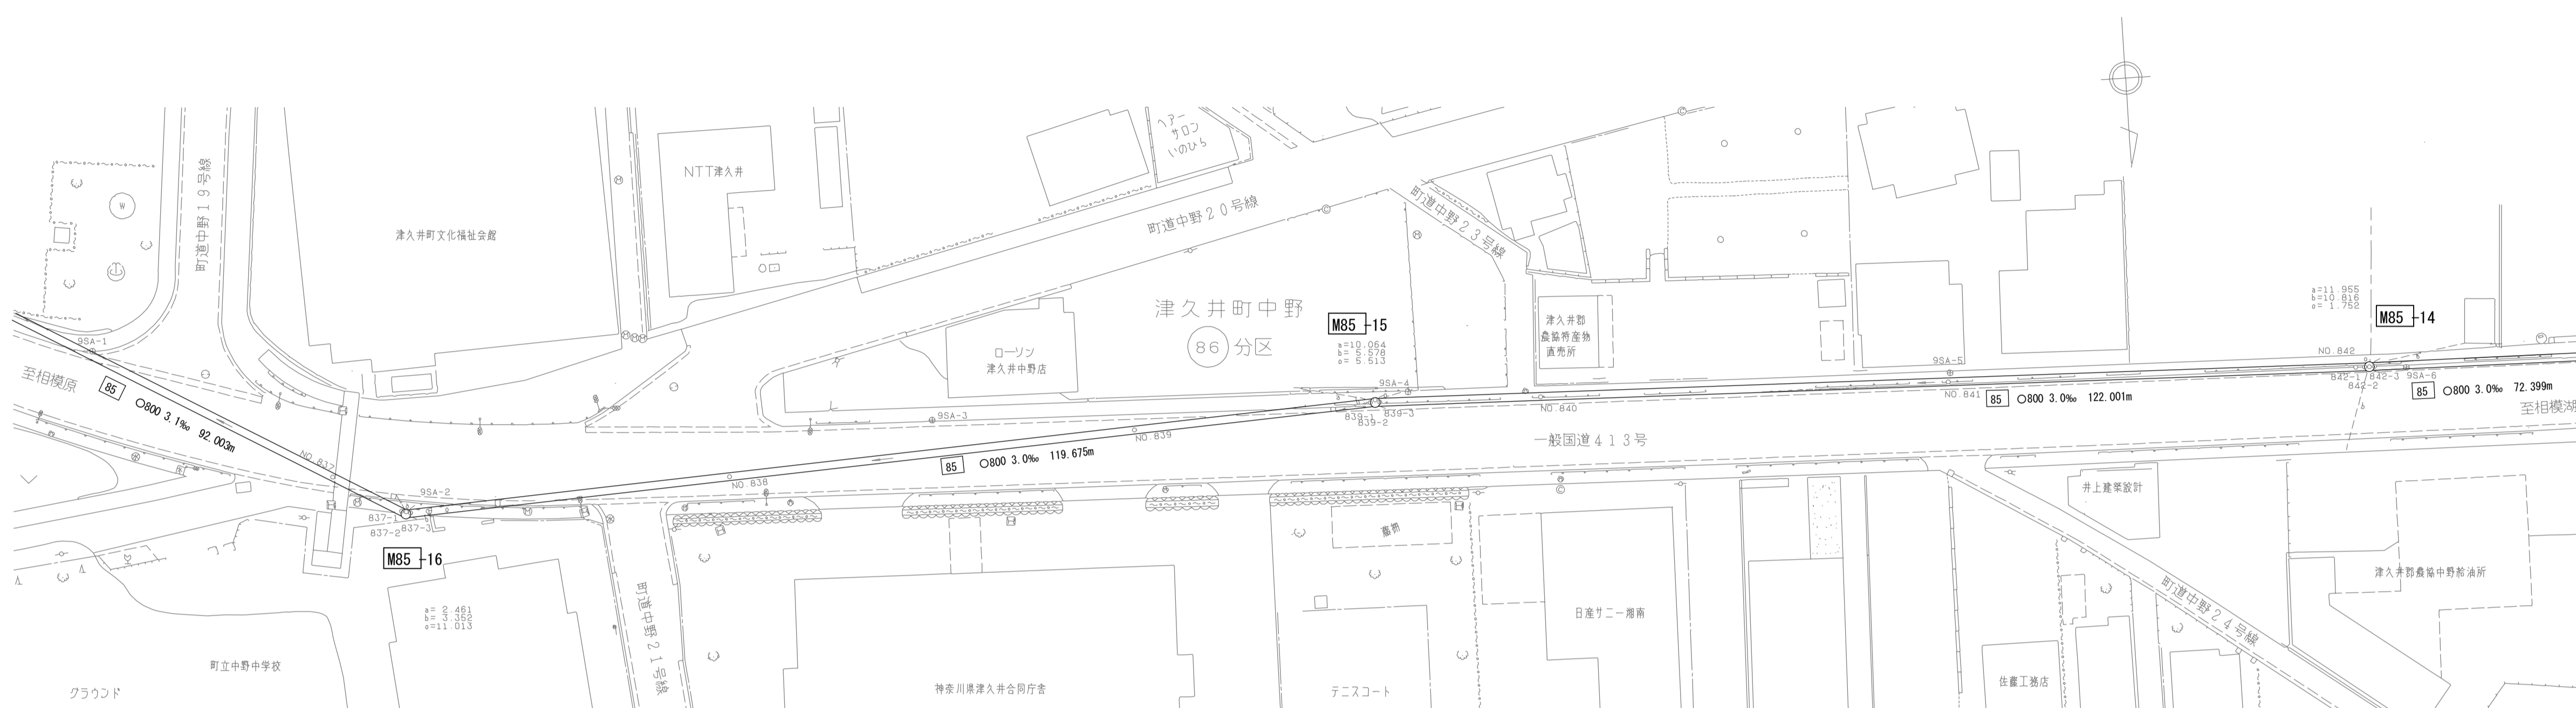 ヘアー
サロン
いのひら
NTT津久井
町道中野19号線
津久井町文化福祉会館
町道中野20号線
町道中野23号線
W
津久井町中野
86 分区
M85 -15
a=10.064
b= 5.578
o= 5.513
津久井郡
農協特産物
直売所
a=11.955
b=10.816
o= 1.752
M85 -14
9SA-1
ローソン
津久井中野店
至相模原
85 ○800 3.1‰ 92.003m
9SA-3
9SA-4
839-1
839-2
839-3
NO.840
9SA-5
NO.841
NO.842
842-1
842-2
842-3
9SA-6
85 ○800 3.0‰ 122.001m
85 ○800 3.0‰ 72.399m
至相模湖
NO.837
NO.838
NO.839
85 ○800 3.0‰ 119.675m
一般国道413号
9SA-2
837-1
837-2
837-3
M85 -16
a= 2.461
b= 3.352
o=11.013
町道中野21号線
井上建築設計
津久井郡農協中野給油所
町道中野24号線
日産サニー湘南
町立中野中学校
グラウンド
神奈川県津久井合同庁舎
テニスコート
佐藤工務店